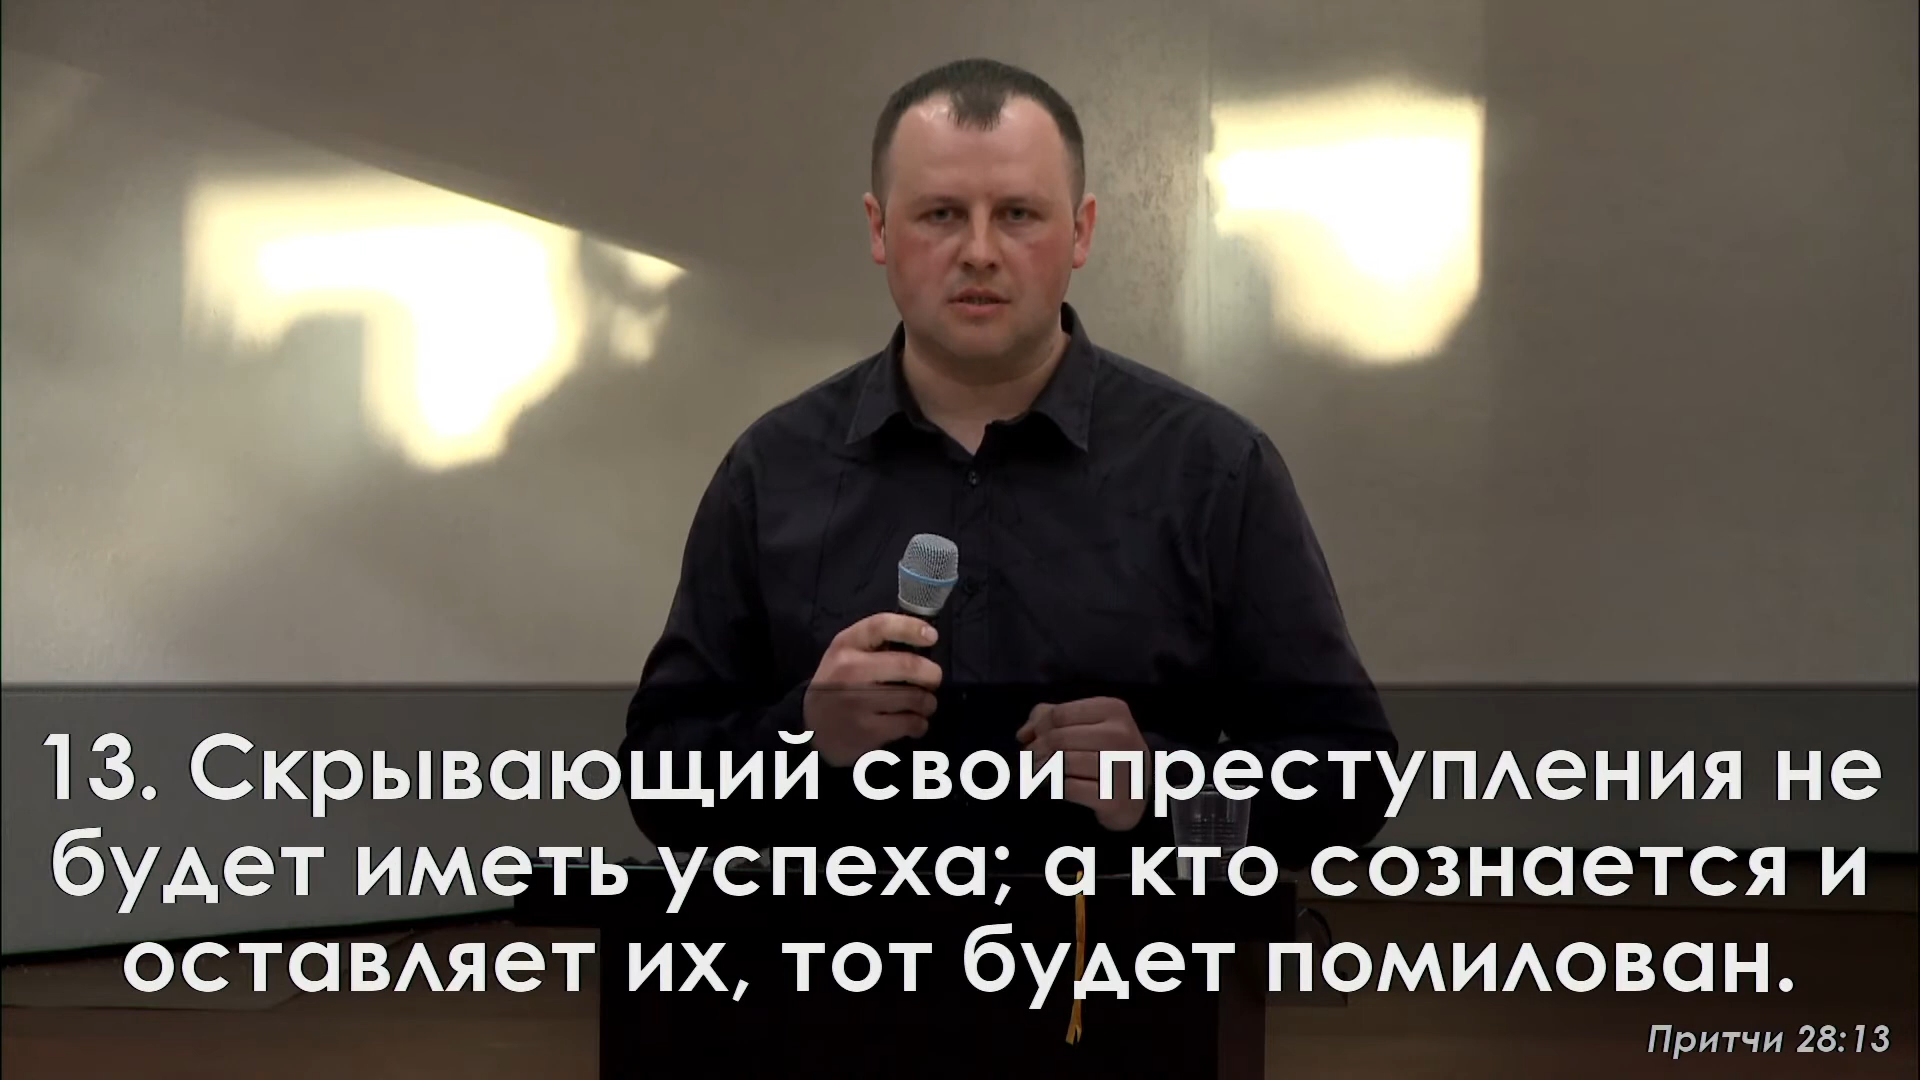 13. Скрывающий свои преступления не
будет иметь успеха; а кто сознается и
оставляет их, тот будет помилован.
Притчи 28:13